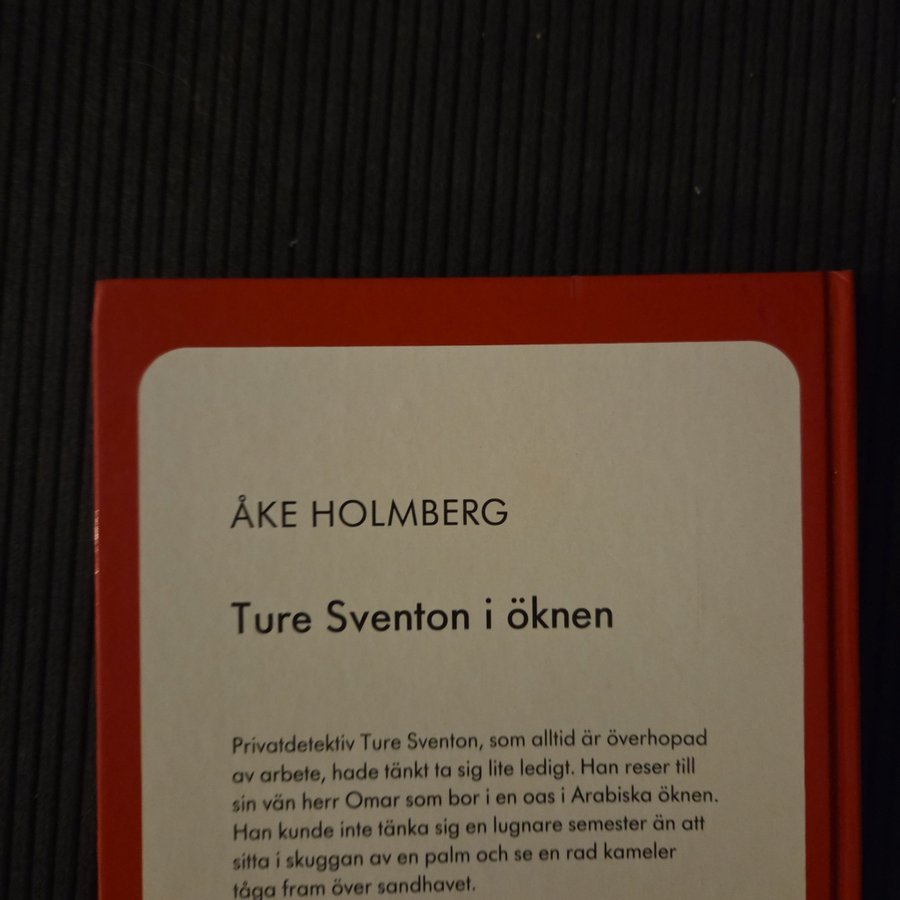 ÅKE HOLMBERG
Ture Sventon i öknen
Privatdetektiv Ture Sventon, som alltid är överhopad
av arbete, hade tänkt ta sig lite ledigt. Han reser till
sin vän herr Omar som bor i en oas i Arabiska öknen.
Han kunde inte tänka sig en lugnare semester än att
sitta i skuggan av en palm och se en rad kameler
tåga fram över sandhavet.